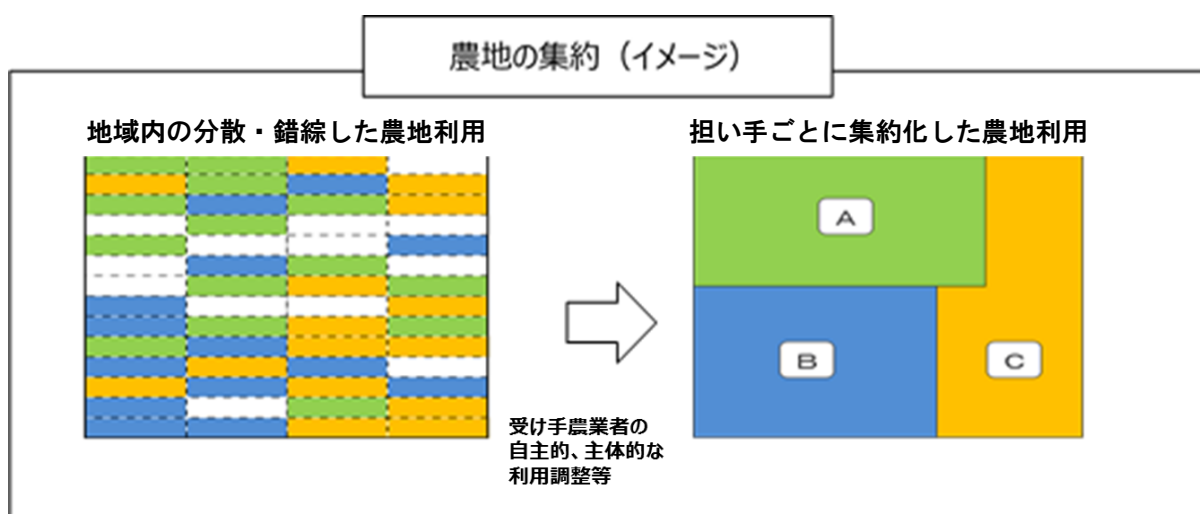 農地の集約（イメージ）
地域内の分散・錯綜した農地利用
担い手ごとに集約化した農地利用
A
B
C
受け手農業者の
自主的、主体的な
利用調整等